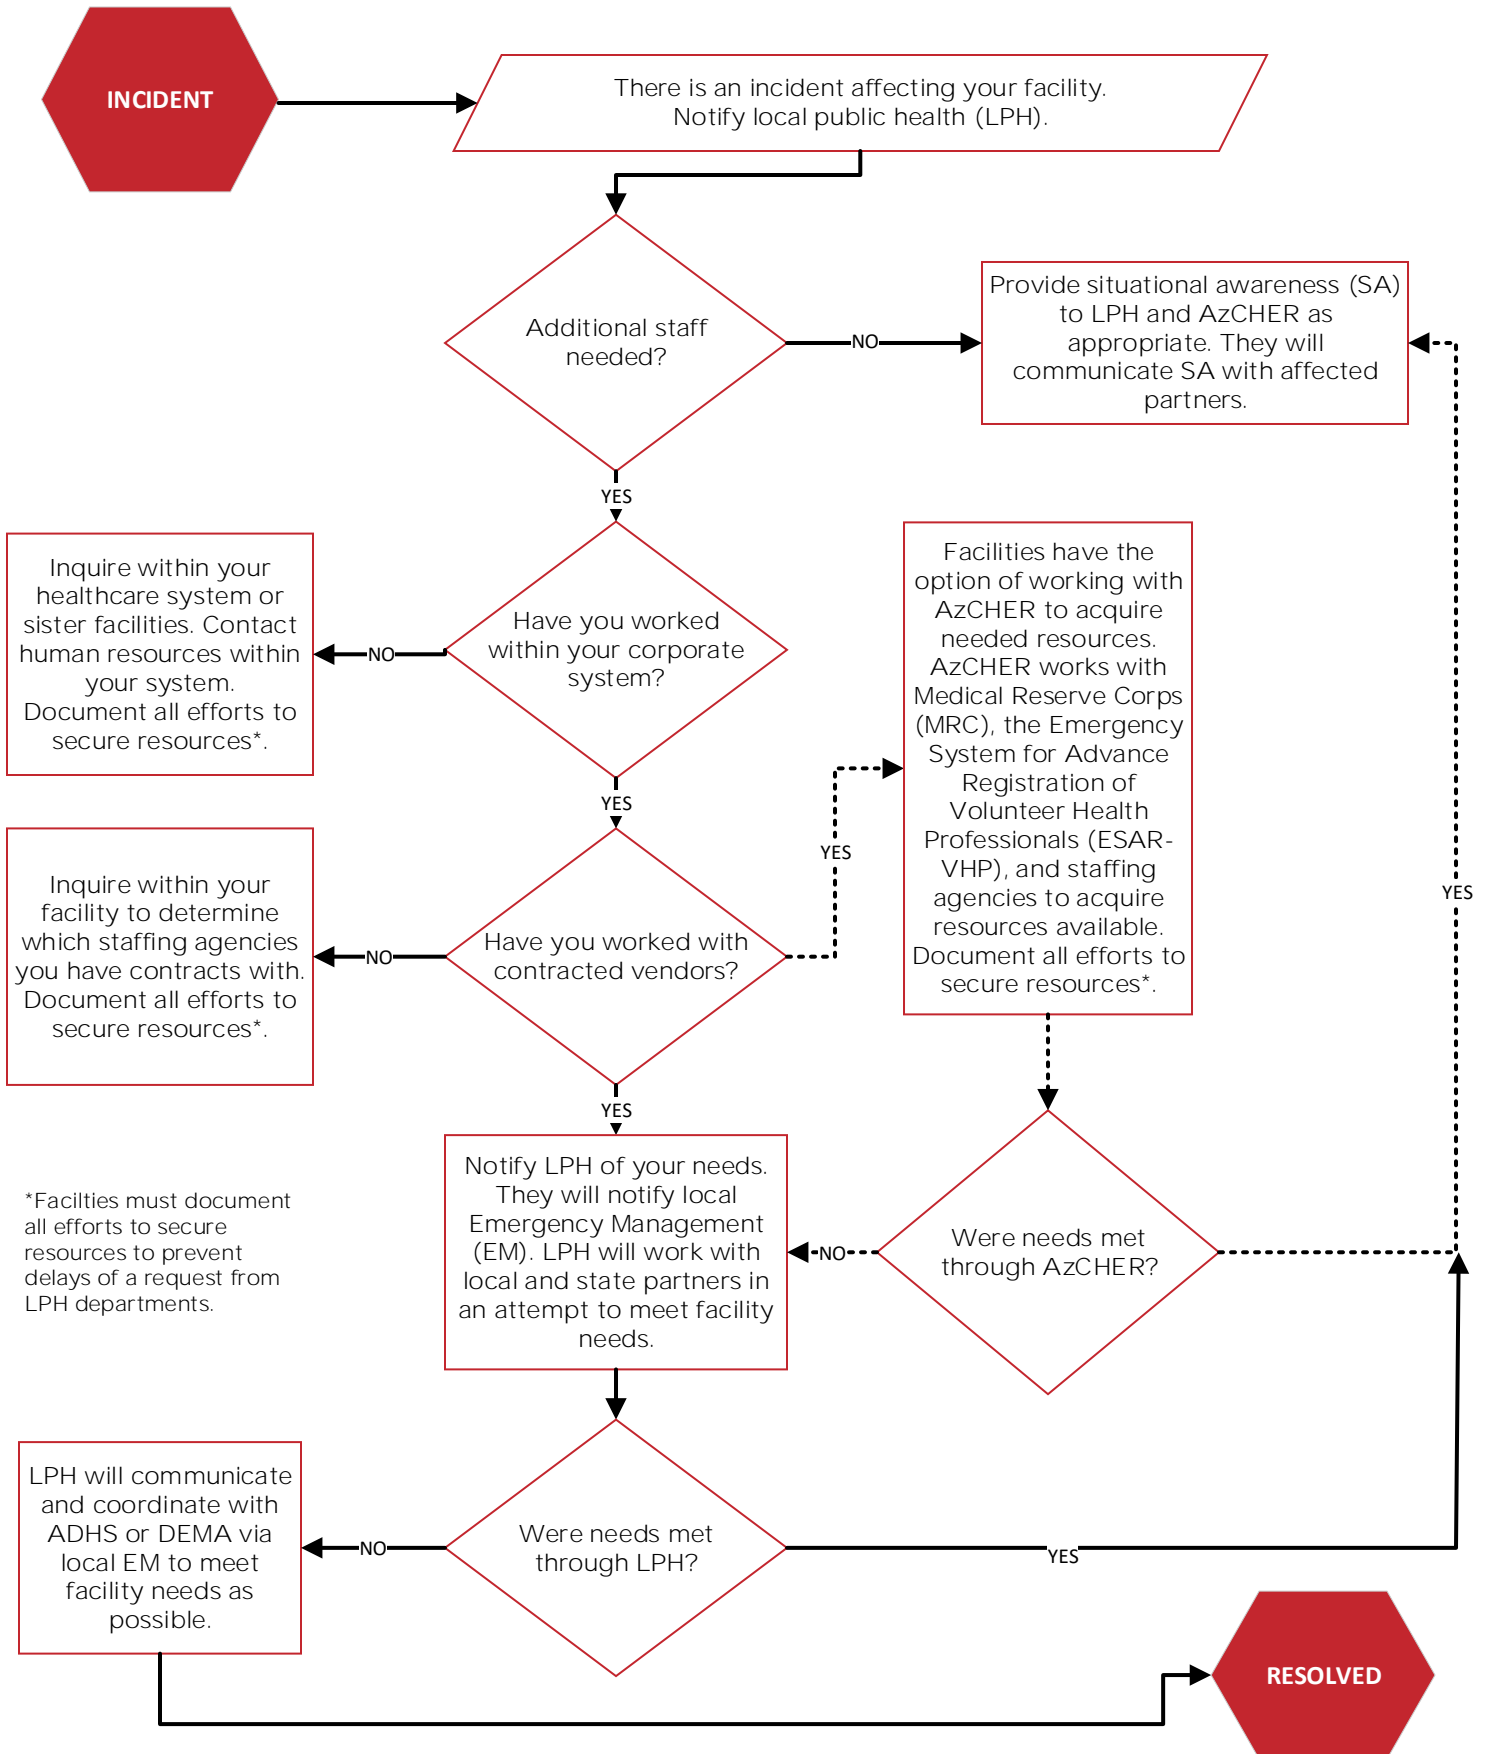 INCIDENT
There is an incident affecting your facility.
Notify local public health (LPH).
Additional staff
needed?
NO
Provide situational awareness (SA)
to LPH and AzCHER as
appropriate. They will
communicate SA with affected
partners.
YES
Have you worked
within your corporate
system?
NO
Inquire within your
healthcare system or
sister facilities. Contact
human resources within
your system.
Document all efforts to
secure resources*.
YES
Have you worked with
contracted vendors?
NO
Inquire within your
facility to determine
which staffing agencies
you have contracts with.
Document all efforts to
secure resources*.
YES
Facilities have the
option of working with
AzCHER to acquire
needed resources.
AzCHER works with
Medical Reserve Corps
(MRC), the Emergency
System for Advance
Registration of
Volunteer Health
Professionals (ESAR-
VHP), and staffing
agencies to acquire
resources available.
Document all efforts to
secure resources*.
YES
YES
Notify LPH of your needs.
They will notify local
Emergency Management
(EM). LPH will work with
local and state partners in
an attempt to meet facility
needs.
NO
Were needs met
through AzCHER?
*Facilties must document
all efforts to secure
resources to prevent
delays of a request from
LPH departments.
LPH will communicate
and coordinate with
ADHS or DEMA via
local EM to meet
facility needs as
possible.
NO
Were needs met
through LPH?
YES
RESOLVED